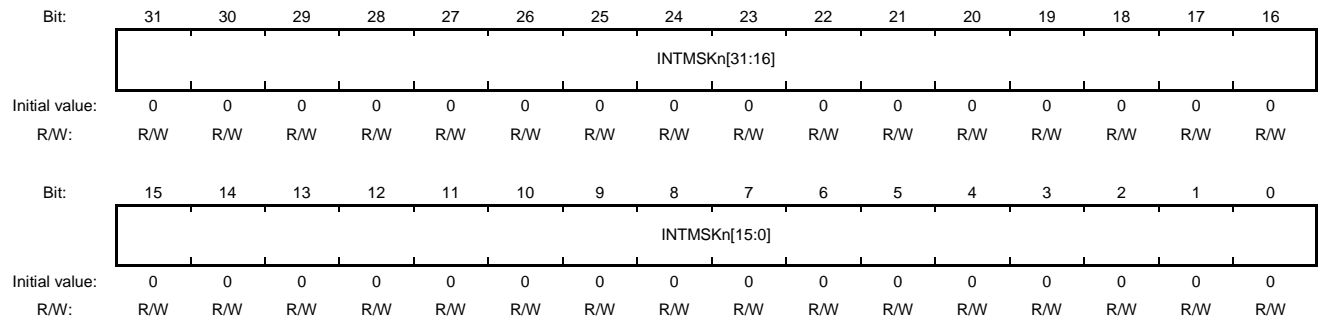 Bit: 31 30 29 28 27 26 25 24 23 22 21 20 19 18 17 16
INTMSKn[31:16]
Initial value: 0 0 0 0 0 0 0 0 0 0 0 0 0 0 0 0
R/W: R/W R/W R/W R/W R/W R/W R/W R/W R/W R/W R/W R/W R/W R/W R/W R/W
Bit: 15 14 13 12 11 10 9 8 7 6 5 4 3 2 1 0
INTMSKn[15:0]
Initial value: 0 0 0 0 0 0 0 0 0 0 0 0 0 0 0 0
R/W: R/W R/W R/W R/W R/W R/W R/W R/W R/W R/W R/W R/W R/W R/W R/W R/W